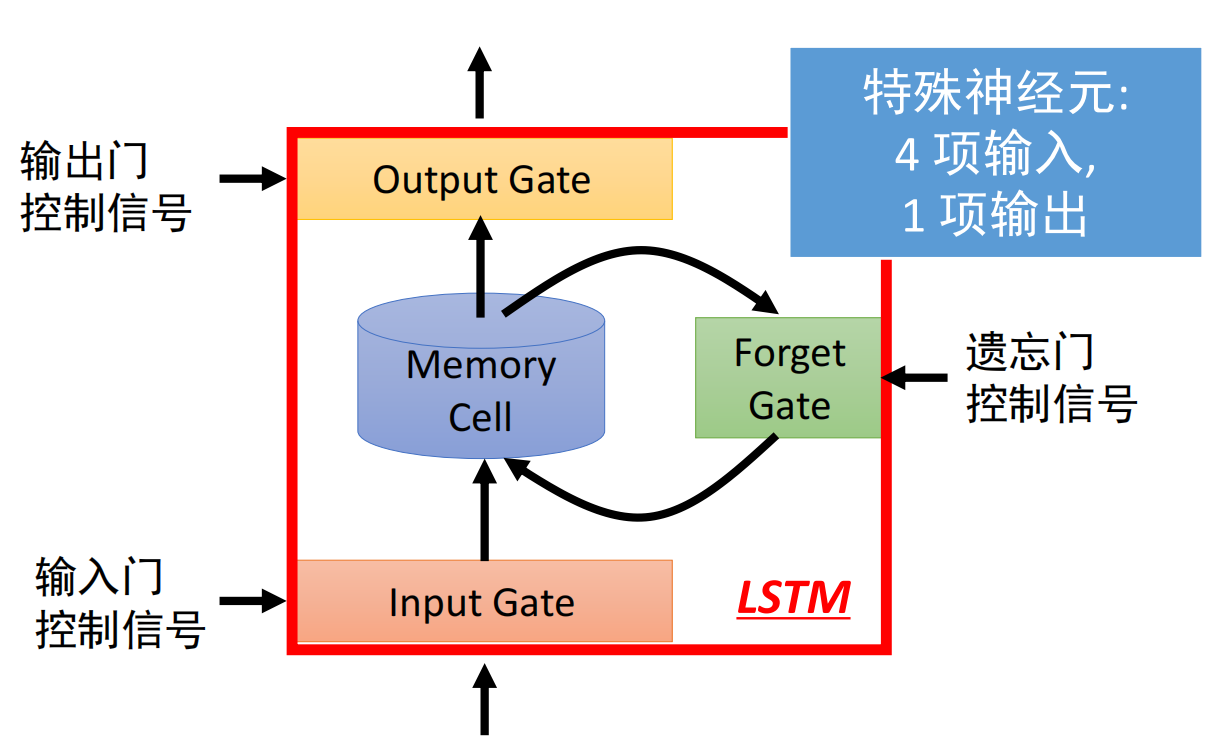 特殊神经元:
4 项输入,
1 项输出
输出门
控制信号
Output Gate
Memory
Cell
Forget
Gate
遗忘门
控制信号
输入门
控制信号
Input Gate
LSTM